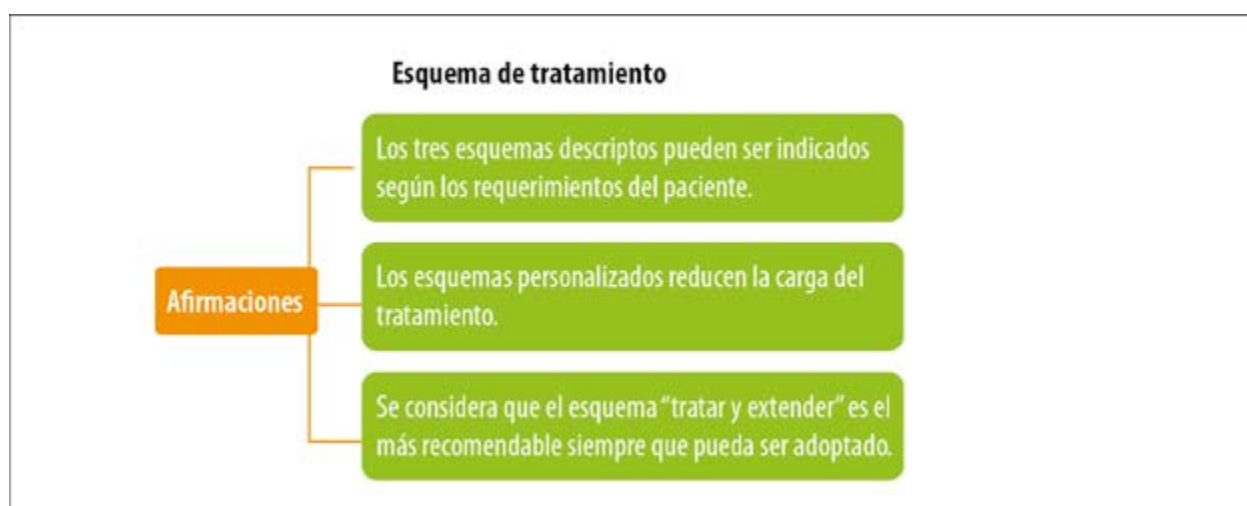 Esquema de tratamiento
Los tres esquemas descriptos pueden ser indicados
según los requerimientos del paciente.
Los esquemas personalizados reducen la carga del
tratamiento.
Afirmaciones
Se considera que el esquema “tratar y extender” es el
más recomendable siempre que pueda ser adoptado.